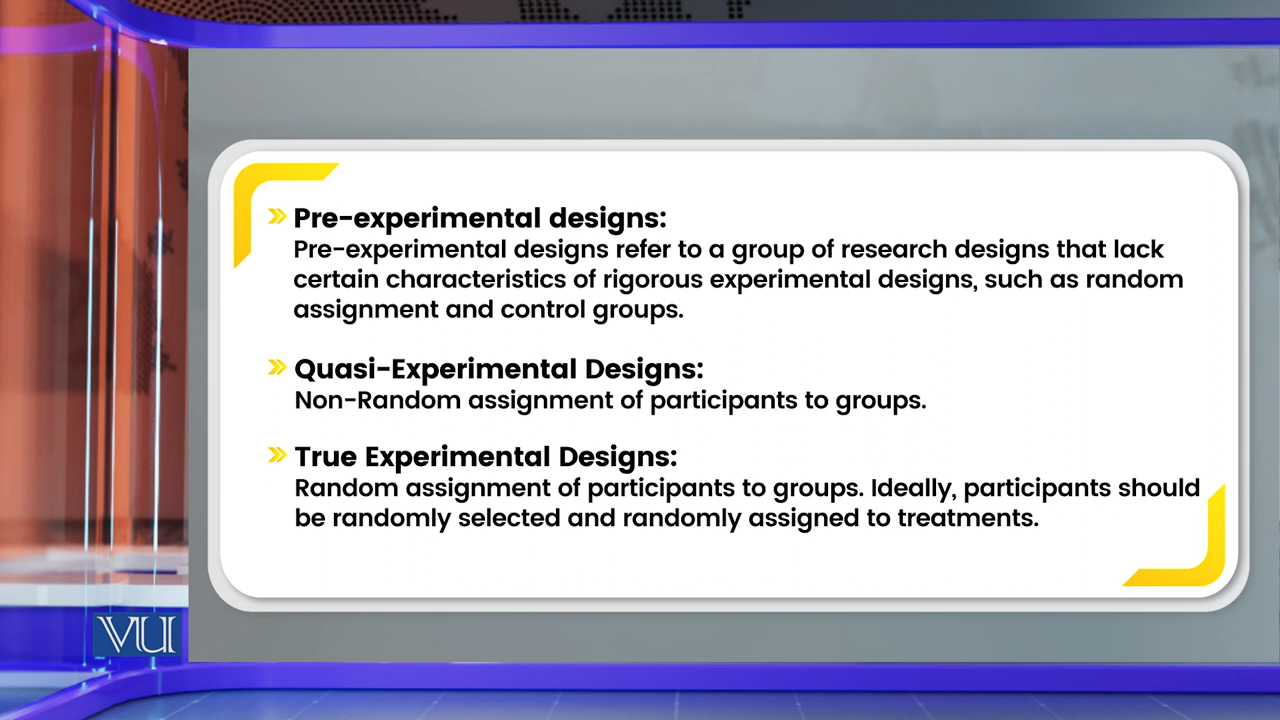 Pre-experimental designs:
Pre-experimental designs refer to a group of research designs that lack
certain characteristics of rigorous experimental designs, such as random
assignment and control groups.
Quasi-Experimental Designs:
Non-Random assignment of participants to groups.
True Experimental Designs:
Random assignment of participants to groups. Ideally, participants should
be randomly selected and randomly assigned to treatments.
VU